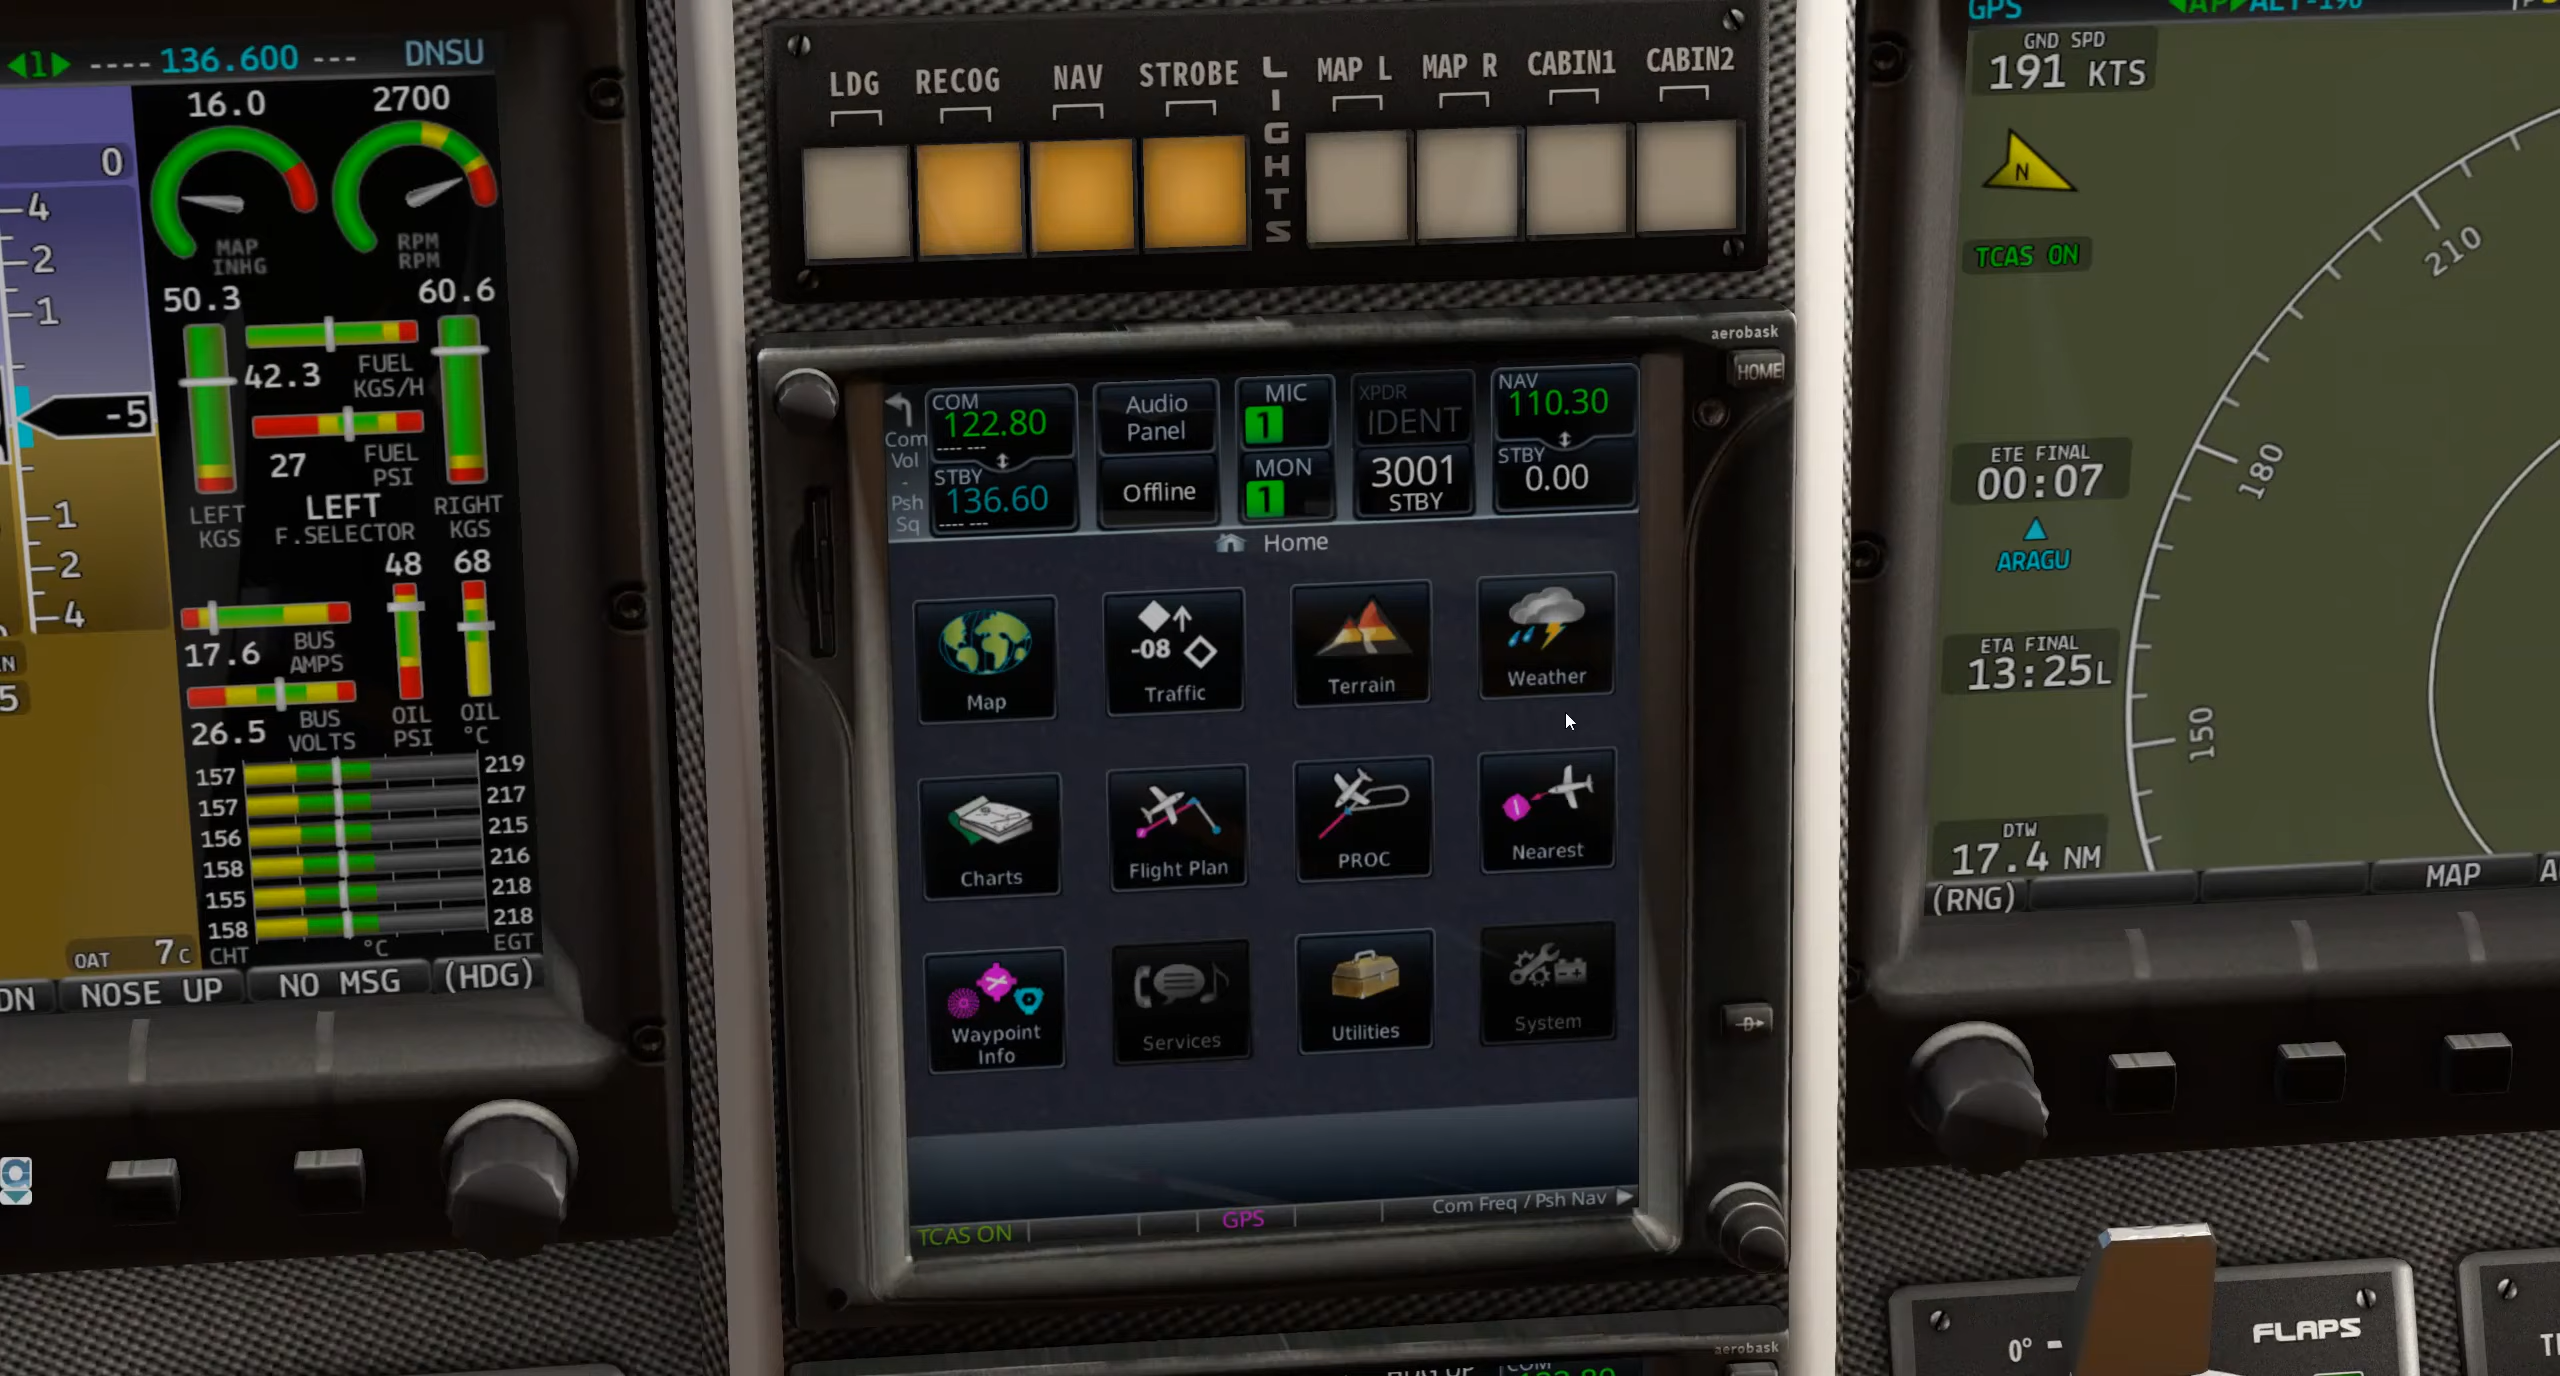 ◀1▶ ---- 136.600 --- DNSU
16.0 2700
MAP
INHG
RPM
RPM
50.3 60.6
42.3
FUEL
KGS/H
27
FUEL
PSI
LEFT
F.SELECTOR
LEFT
KGS
RIGHT
KGS
48 68
17.6
BUS
AMPS
26.5
BUS
VOLTS
OIL
PSI
OIL
°C
157 219
157 217
156 215
158 216
155 218
158 218
CHT °C EGT
OAT 7C
0
4
2
1
-5
1
2
4
5
DN NOSE UP NO MSG (HDG)
LDG RECOG NAV STROBE
LIGHTS
MAP L MAP R CABIN1 CABIN2
aerobask
HOME
Com
Vol
-
Psh
Sq
COM
122.80
---- ---
STBY
136.60
---- ---
Audio
Panel
Offline
MIC
1
MON
1
XPDR
IDENT
3001
STBY
NAV
110.30
STBY
0.00
Home
Map
-08
Traffic
Terrain
Weather
Charts
Flight Plan
PROC
Nearest
Waypoint
Info
Services
Utilities
System
TCAS ON GPS Com Freq / Psh Nav
D
aerobask
GPS
GND SPD
191 KTS
N
TCAS ON
ETE FINAL
00:07
ARAGU
ETA FINAL
13:25L
DTW
17.4 NM
210
180
150
(RNG) MAP
0° -
FLAPS